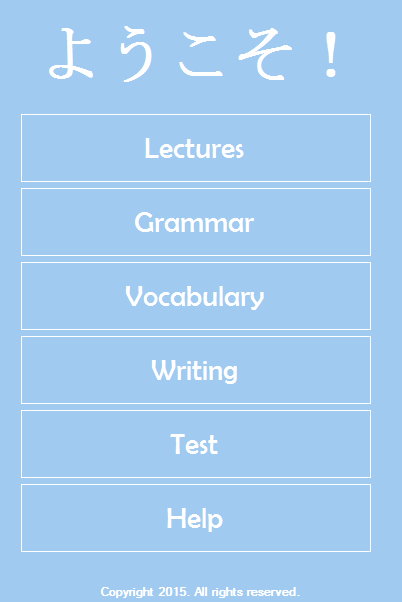 ようこそ！
Lectures
Grammar
Vocabulary
Writing
Test
Help
Copyright 2015. All rights reserved.